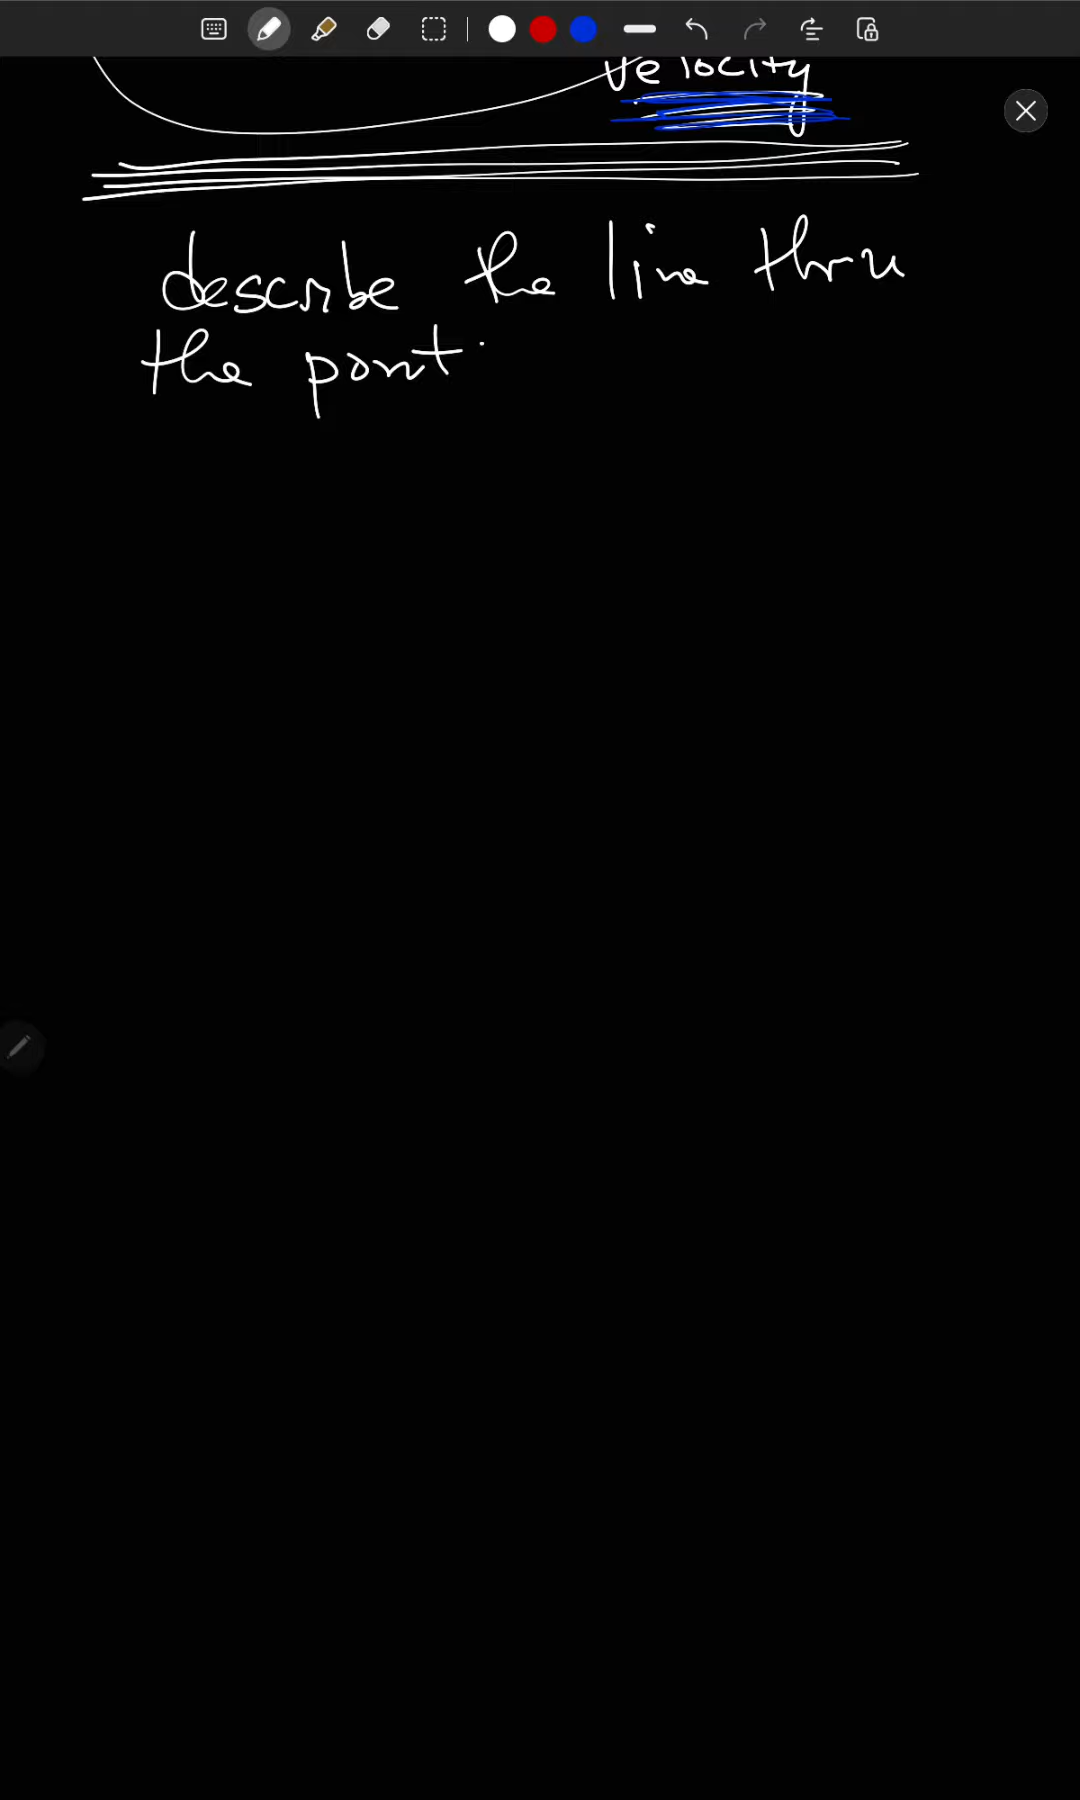 velocity
describe the line thru
the point